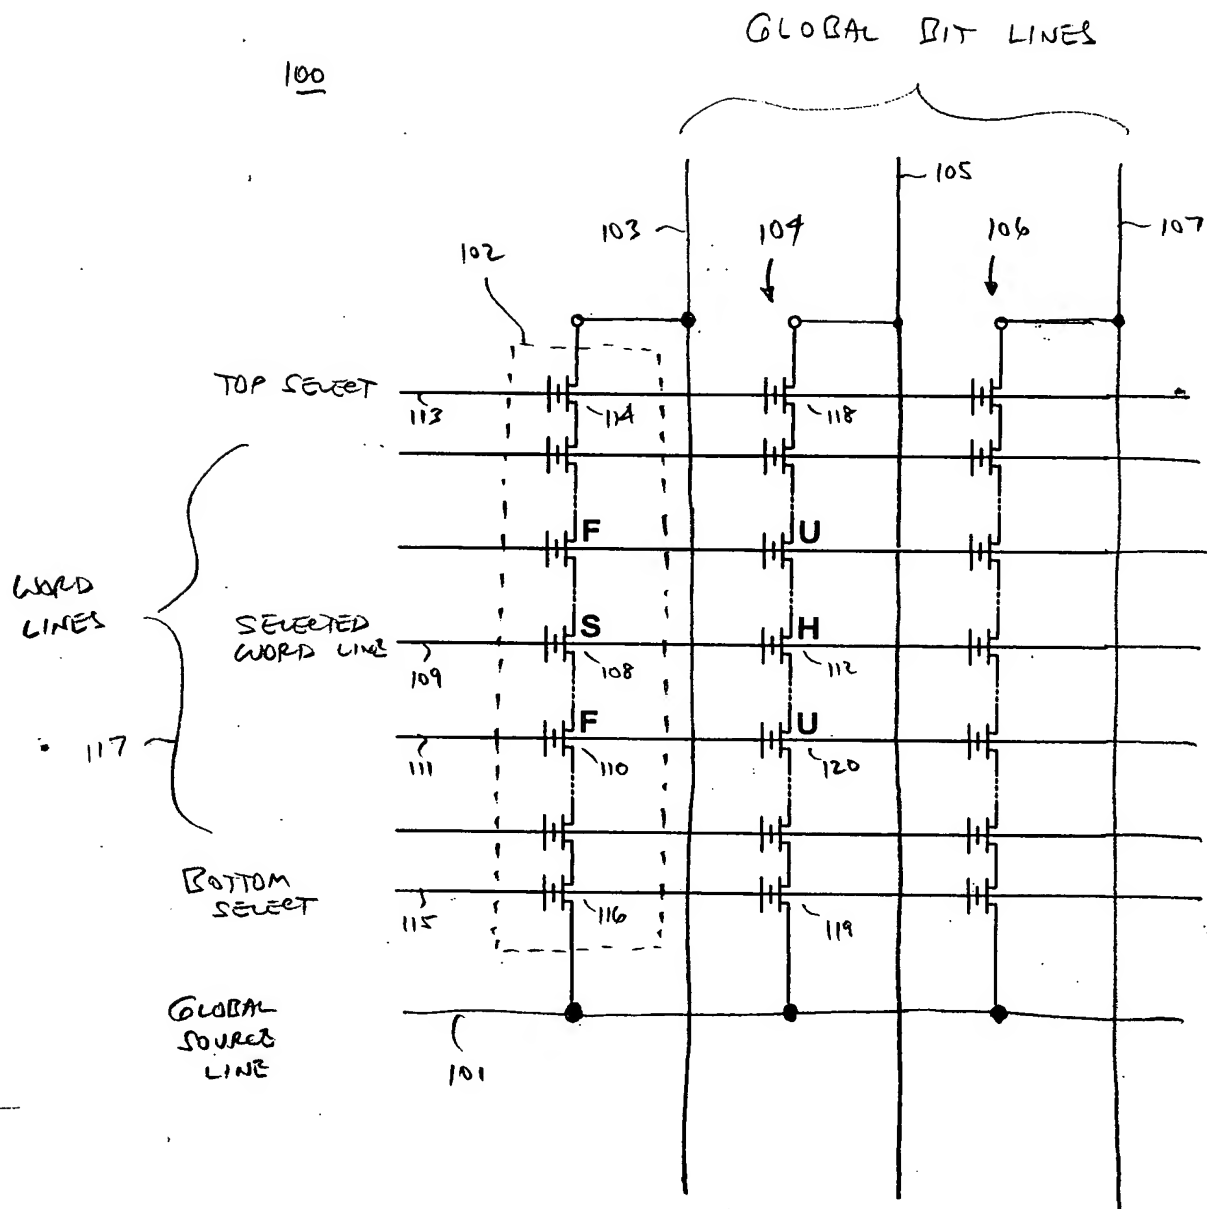 GLOBAL BIT LINES
100
105
103
104
106
107
102
TOP SELECT
113
114
118
F
U
WORD
LINES
SELECTED
WORD LINE
S
H
109
108
112
F
U
117
111
110
120
BOTTOM
SELECT
115
116
119
GLOBAL
SOURCE
LINE
101